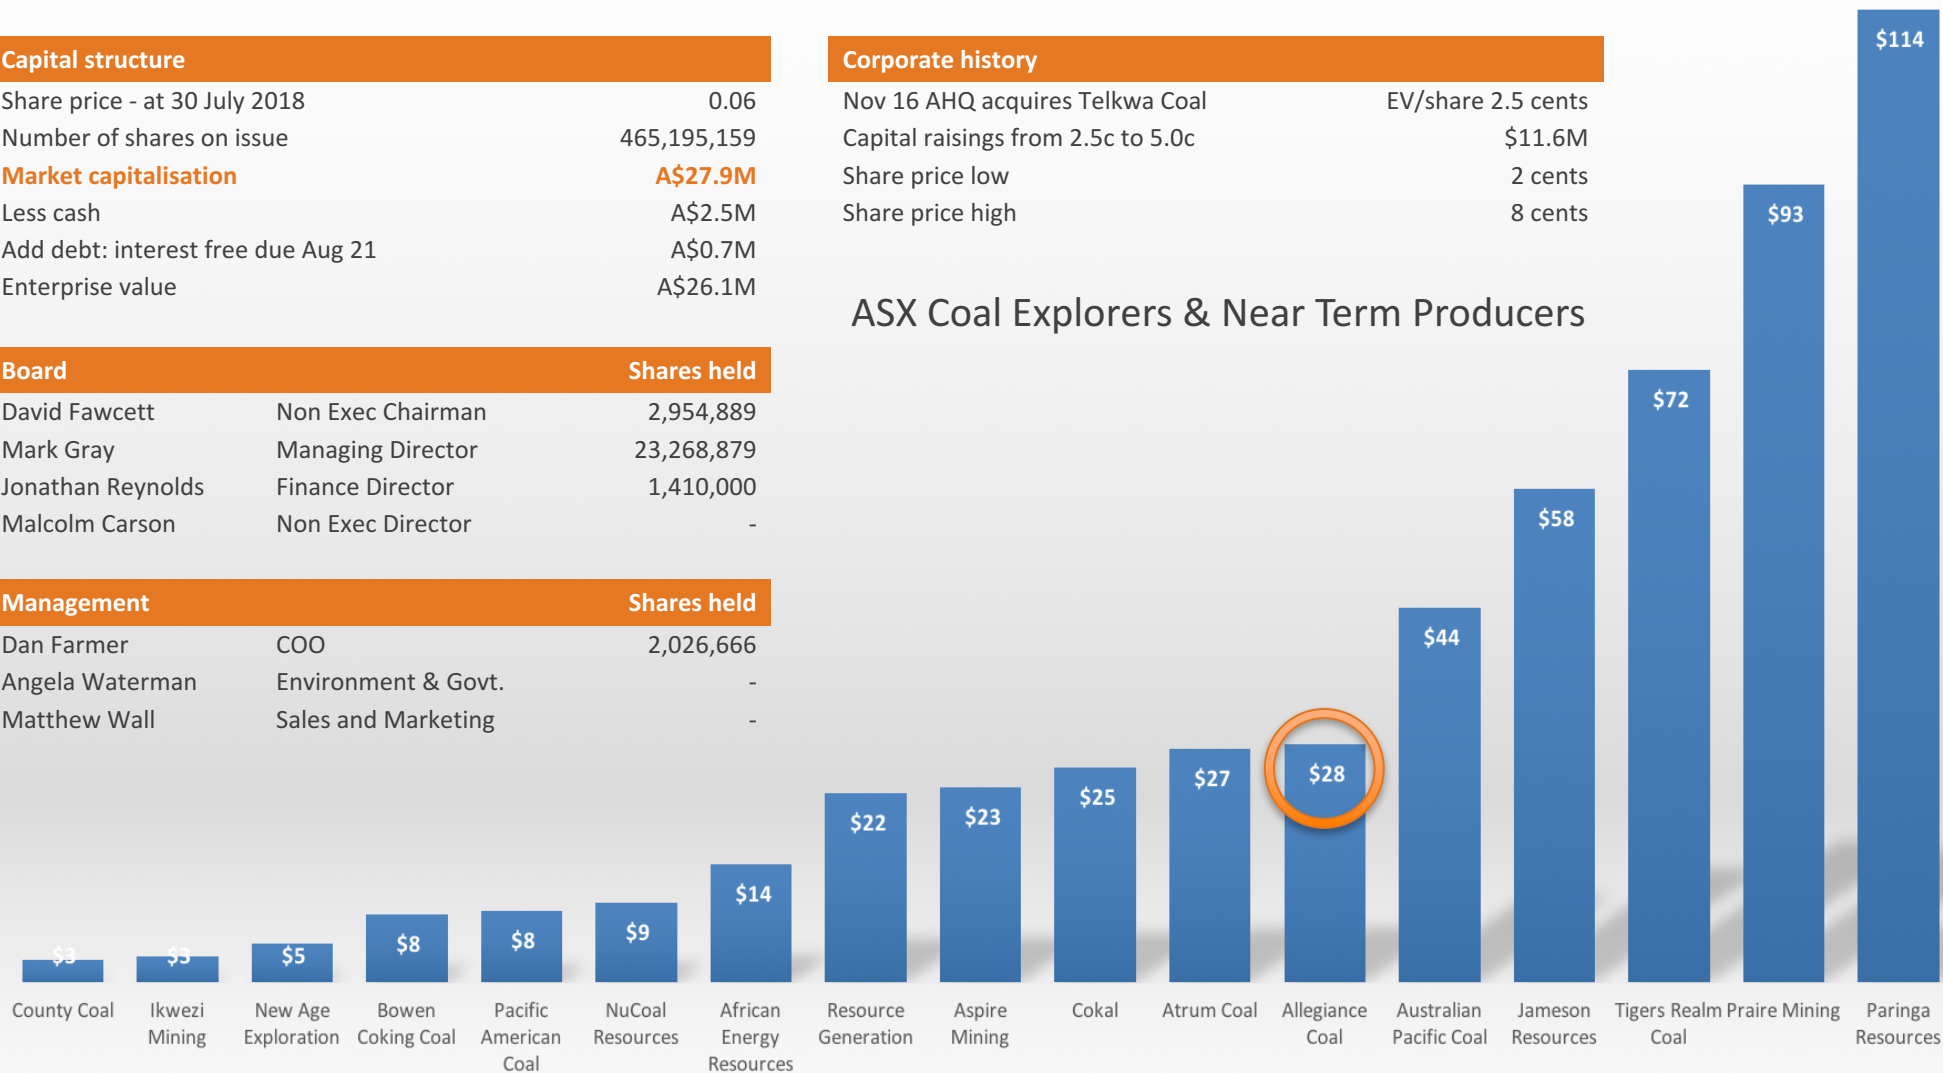 Capital structure
Share price - at 30 July 2018 0.06
Number of shares on issue 465,195,159
Market capitalisation A$27.9M
Less cash A$2.5M
Add debt: interest free due Aug 21 A$0.7M
Enterprise value A$26.1M
Board Shares held
David Fawcett Non Exec Chairman 2,954,889
Mark Gray Managing Director 23,268,879
Jonathan Reynolds Finance Director 1,410,000
Malcolm Carson Non Exec Director -
Management Shares held
Dan Farmer COO 2,026,666
Angela Waterman Environment & Govt. -
Matthew Wall Sales and Marketing -
Corporate history
Nov 16 AHQ acquires Telkwa Coal EV/share 2.5 cents
Capital raisings from 2.5c to 5.0c $11.6M
Share price low 2 cents
Share price high 8 cents
ASX Coal Explorers & Near Term Producers
$3
$3
$5
$8
$8
$9
$14
$22
$23
$25
$27
$28
$44
$58
$72
$93
$114
County Coal
Ikwezi
Mining
New Age
Exploration
Bowen
Coking Coal
Pacific
American
Coal
NuCoal
Resources
African
Energy
Resources
Resource
Generation
Aspire
Mining
Cokal
Atrum Coal
Allegiance
Coal
Australian
Pacific Coal
Jameson
Resources
Tigers Realm
Coal
Praire Mining
Paringa
Resources